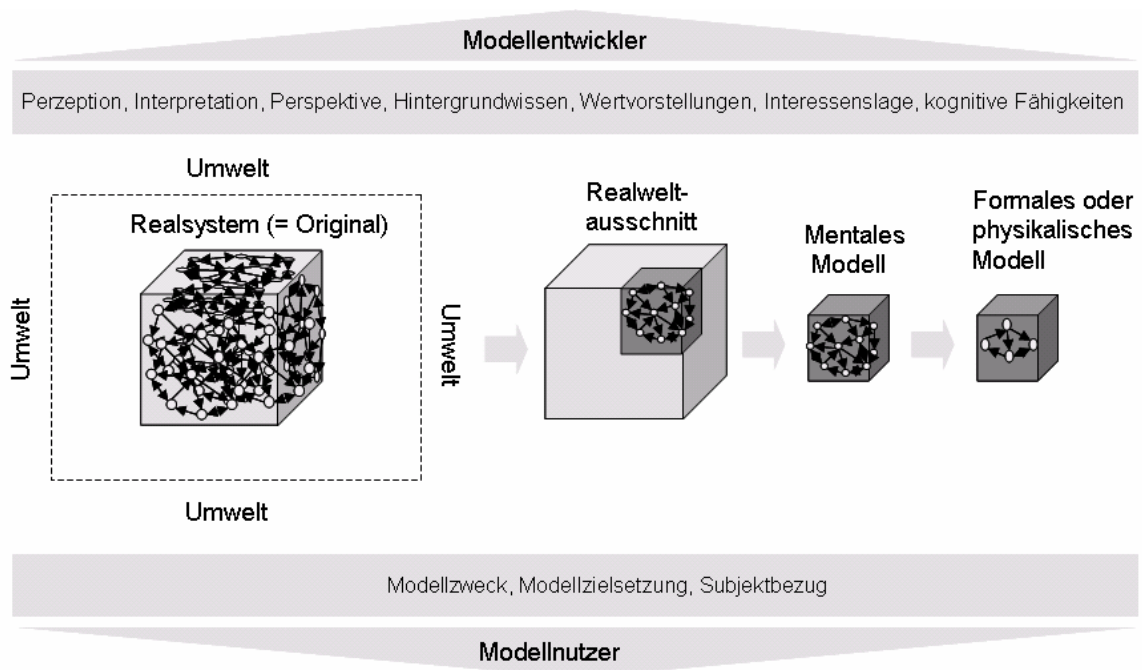 Modellentwickler
Perzeption, Interpretation, Perspektive, Hintergrundwissen, Wertvorstellungen, Interessenslage, kognitive Fähigkeiten
Umwelt
Realsystem (= Original)
Umwelt
Umwelt
Umwelt
Realwelt-
ausschnitt
Mentales
Modell
Formales oder
physikalisches
Modell
Modellzweck, Modellzielsetzung, Subjektbezug
Modellnutzer